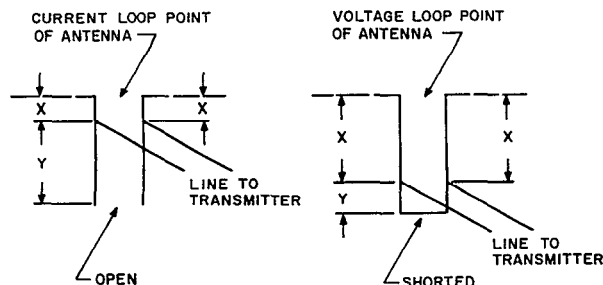 CURRENT LOOP POINT
OF ANTENNA
X
X
Y
LINE TO
TRANSMITTER
OPEN
VOLTAGE LOOP POINT
OF ANTENNA
X
X
Y
LINE TO
TRANSMITTER
SHORTED